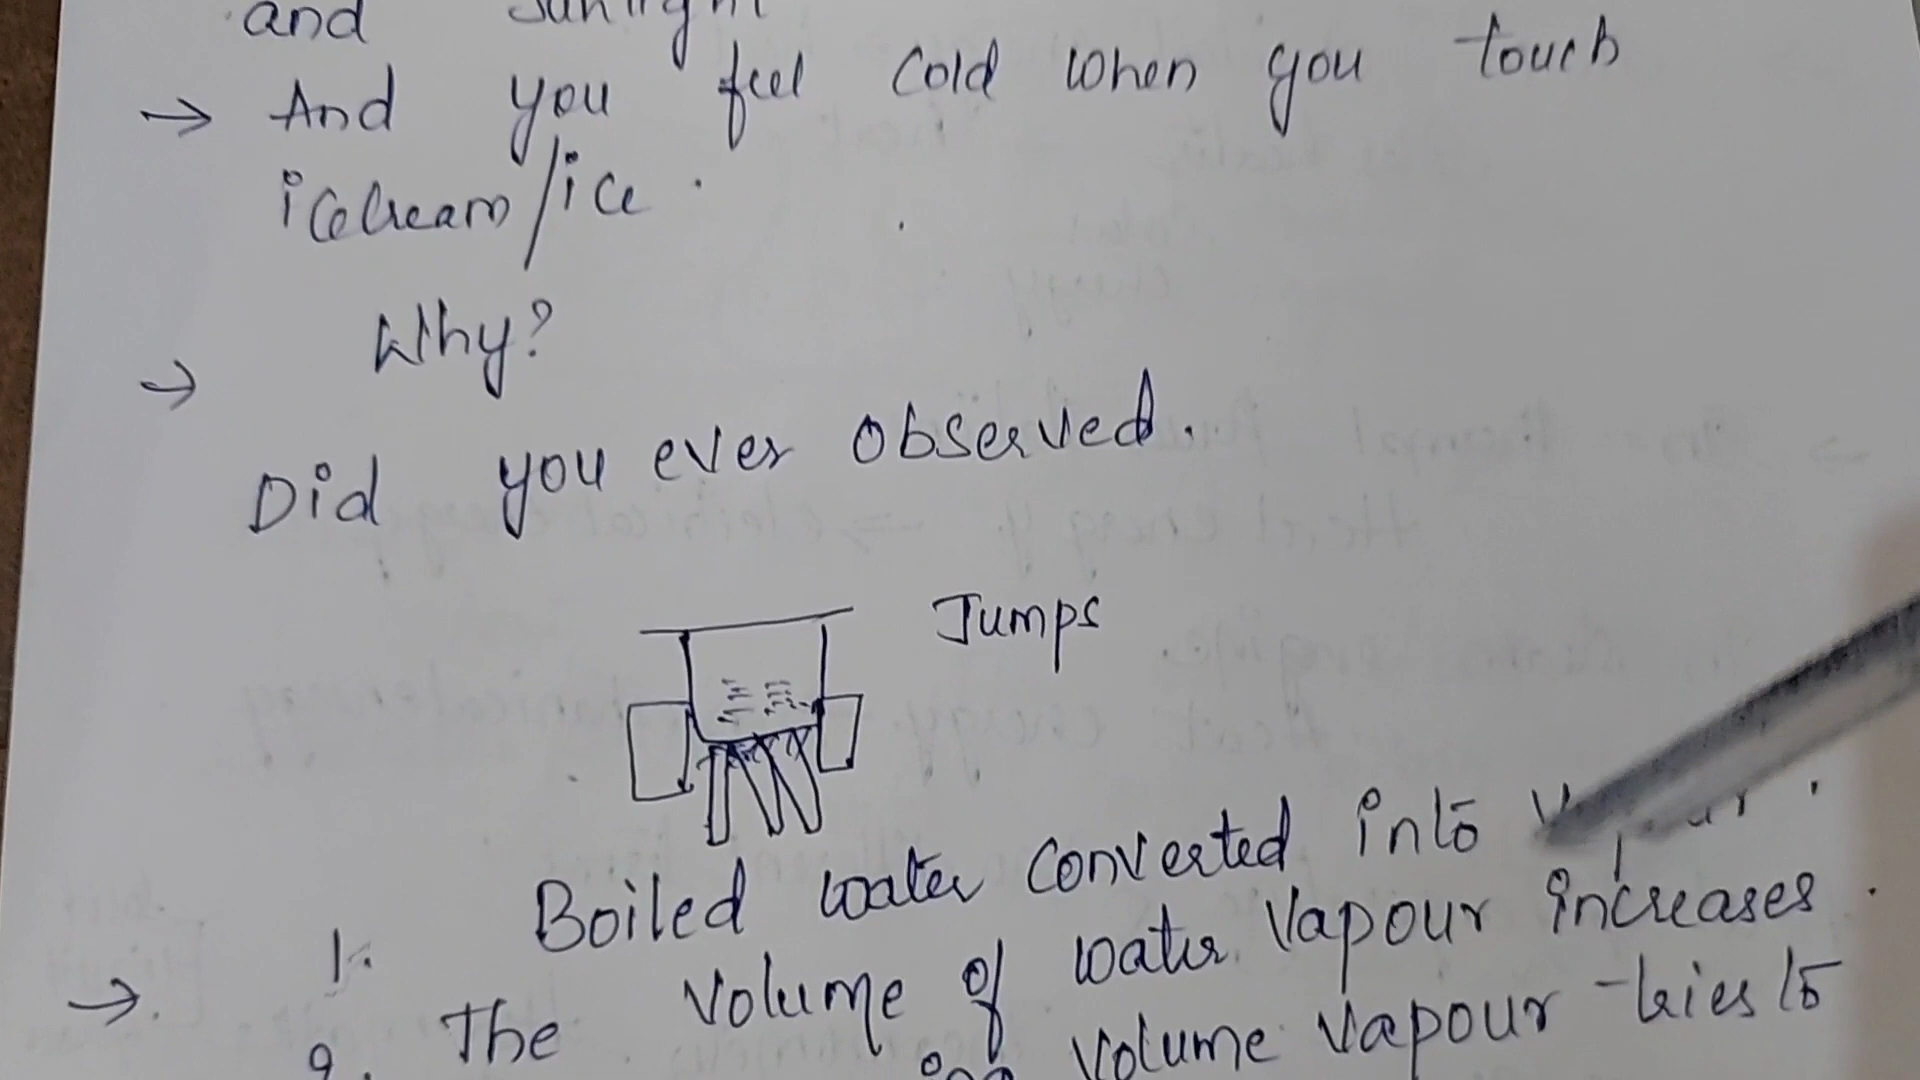 and sunlight
→ And you feel cold when you touch
icecream/ice.
Why?
→
Did you ever observed.
Jumps
1. Boiled water converted into
→. The volume of water vapour increases.
2. volume vapour tries to